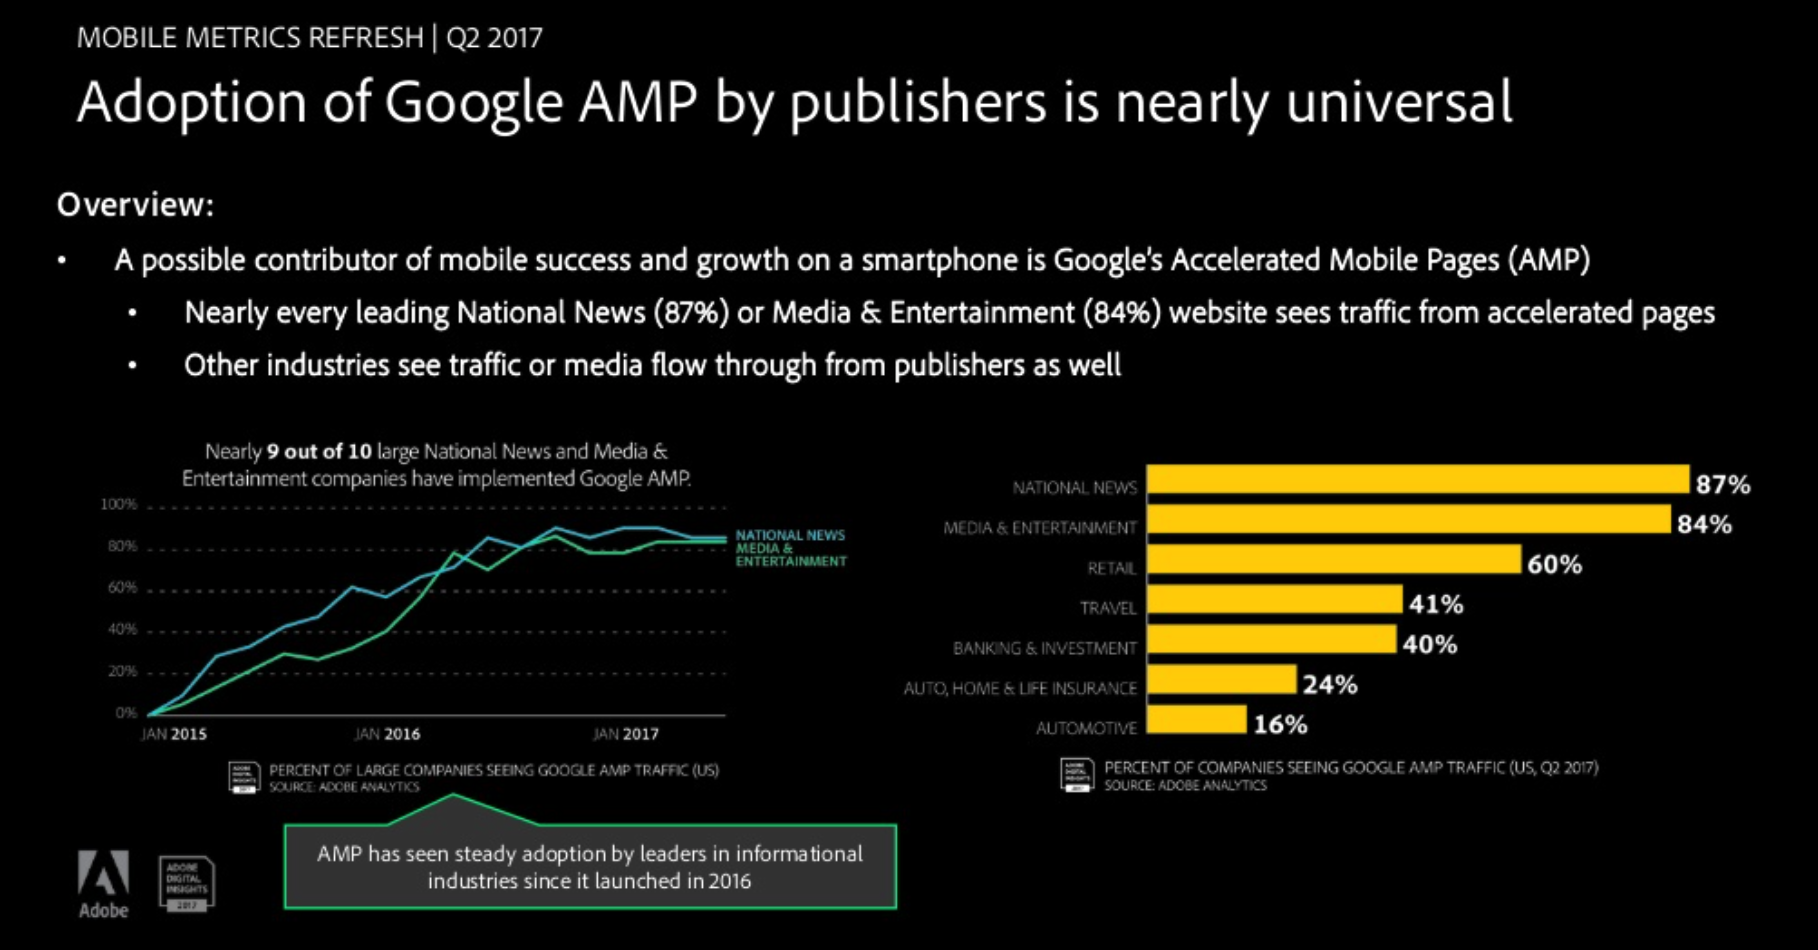 MOBILE METRICS REFRESH | Q2 2017
Adoption of Google AMP by publishers is nearly universal
Overview:
• A possible contributor of mobile success and growth on a smartphone is Google's Accelerated Mobile Pages (AMP)
• Nearly every leading National News (87%) or Media & Entertainment (84%) website sees traffic from accelerated pages
• Other industries see traffic or media flow through from publishers as well
Nearly 9 out of 10 large National News and Media &
Entertainment companies have implemented Google AMP.
100%
80%
60%
40%
20%
0%
JAN 2015
JAN 2016
JAN 2017
NATIONAL NEWS
MEDIA &
ENTERTAINMENT
ADOBE
DIGITAL
INSIGHTS
2017
PERCENT OF LARGE COMPANIES SEEING GOOGLE AMP TRAFFIC (US)
SOURCE: ADOBE ANALYTICS
NATIONAL NEWS 87%
MEDIA & ENTERTAINMENT 84%
RETAIL 60%
TRAVEL 41%
BANKING & INVESTMENT 40%
AUTO, HOME & LIFE INSURANCE 24%
AUTOMOTIVE 16%
ADOBE
DIGITAL
INSIGHTS
2017
PERCENT OF COMPANIES SEEING GOOGLE AMP TRAFFIC (US, Q2 2017)
SOURCE: ADOBE ANALYTICS
AMP has seen steady adoption by leaders in informational
industries since it launched in 2016
Adobe
ADOBE
DIGITAL
INSIGHTS
2017